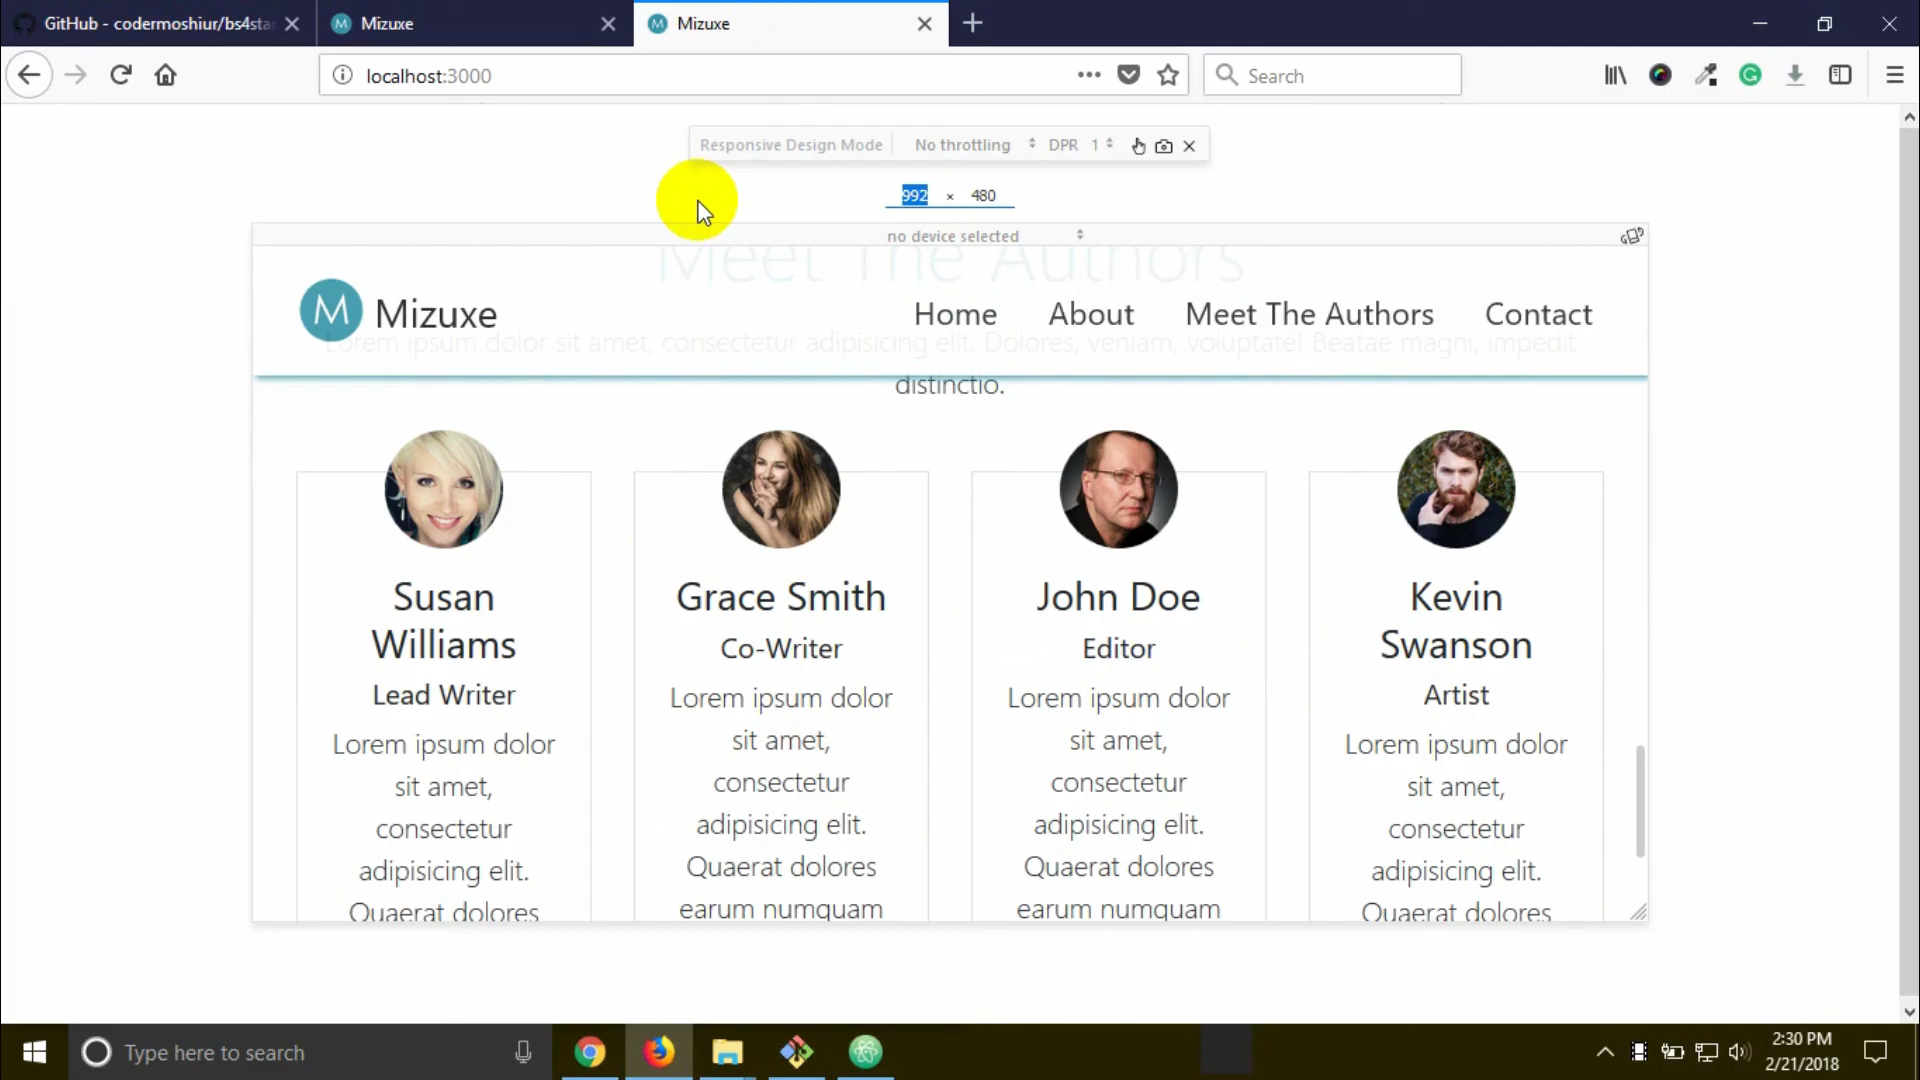 GitHub - codermoshiur/bs4sta
Mizuxe
Mizuxe
localhost:3000
Search
Responsive Design Mode
No throttling
DPR 1
992 × 480
no device selected
Meet The Authors
M Mizuxe
Home
About
Meet The Authors
Contact
Lorem ipsum dolor sit amet, consectetur adipisicing elit. Dolores, veniam, voluptate! Beatae magni, impedit
distinctio.
Susan
Williams
Lead Writer
Lorem ipsum dolor
sit amet,
consectetur
adipisicing elit.
Quaerat dolores
Grace Smith
Co-Writer
Lorem ipsum dolor
sit amet,
consectetur
adipisicing elit.
Quaerat dolores
earum numquam
John Doe
Editor
Lorem ipsum dolor
sit amet,
consectetur
adipisicing elit.
Quaerat dolores
earum numquam
Kevin
Swanson
Artist
Lorem ipsum dolor
sit amet,
consectetur
adipisicing elit.
Quaerat dolores
Type here to search
2:30 PM
2/21/2018